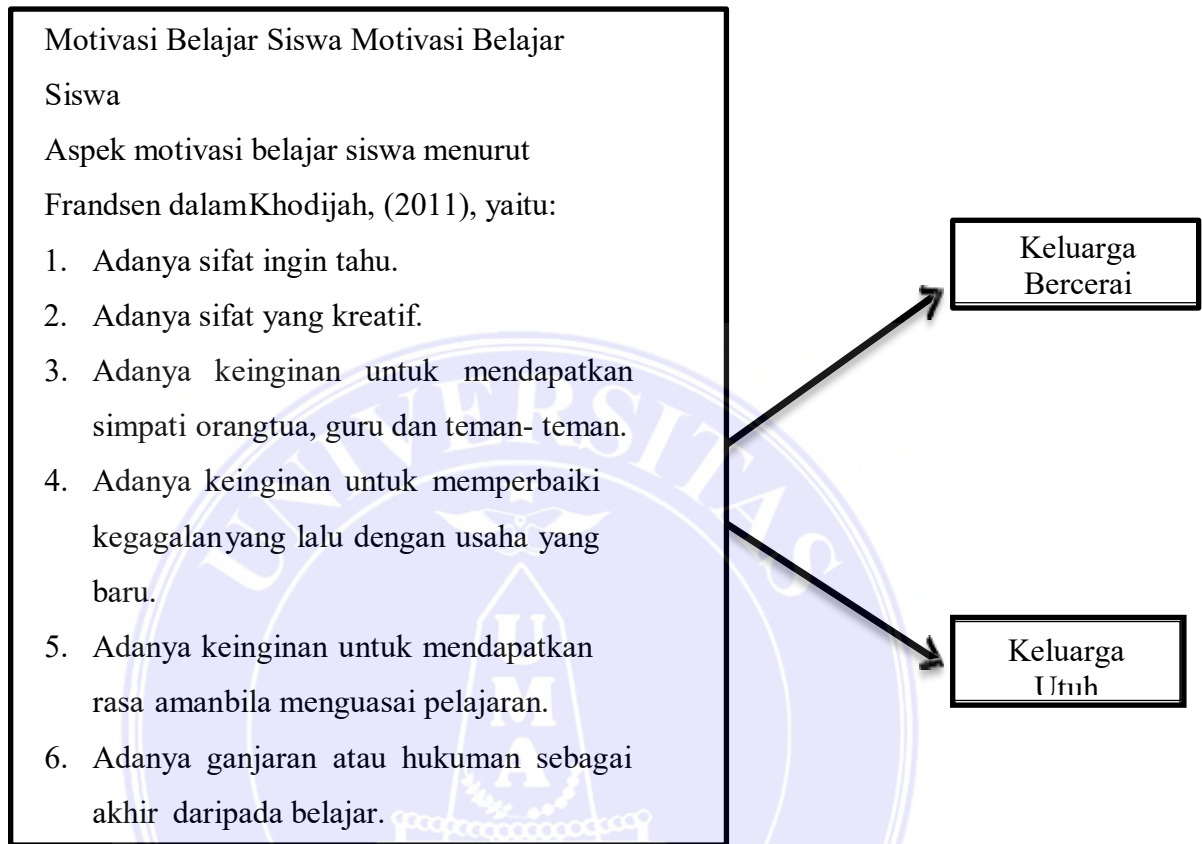 Motivasi Belajar Siswa Motivasi Belajar
Siswa
Aspek motivasi belajar siswa menurut
Frandsen dalamKhodijah, (2011), yaitu:
1. Adanya sifat ingin tahu.
2. Adanya sifat yang kreatif.
3. Adanya keinginan untuk mendapatkan
simpati orangtua, guru dan teman- teman.
4. Adanya keinginan untuk memperbaiki
kegagalanyang lalu dengan usaha yang
baru.
5. Adanya keinginan untuk mendapatkan
rasa amanbila menguasai pelajaran.
6. Adanya ganjaran atau hukuman sebagai
akhir daripada belajar.
Keluarga
Bercerai
Keluarga
Utuh
UNIVERSITAS
UMA